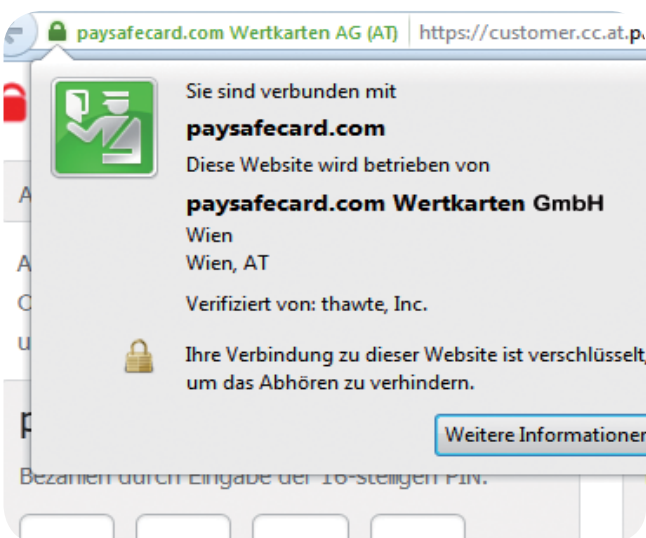 paysafecard.com Wertkarten AG (AT) https://customer.cc.at.p
Sie sind verbunden mit
paysafecard.com
Diese Website wird betrieben von
paysafecard.com Wertkarten GmbH
Wien
Wien, AT
Verifiziert von: thawte, Inc.
Ihre Verbindung zu dieser Website ist verschlüsselt,
um das Abhören zu verhindern.
Weitere Informationen
Bezahlen durch Eingabe der 16-stelligen PIN.